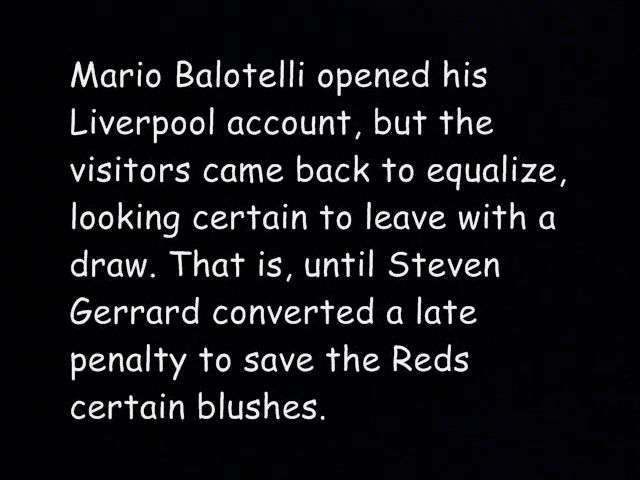 Mario Balotelli opened his
Liverpool account, but the
visitors came back to equalize,
looking certain to leave with a
draw. That is, until Steven
Gerrard converted a late
penalty to save the Reds
certain blushes.